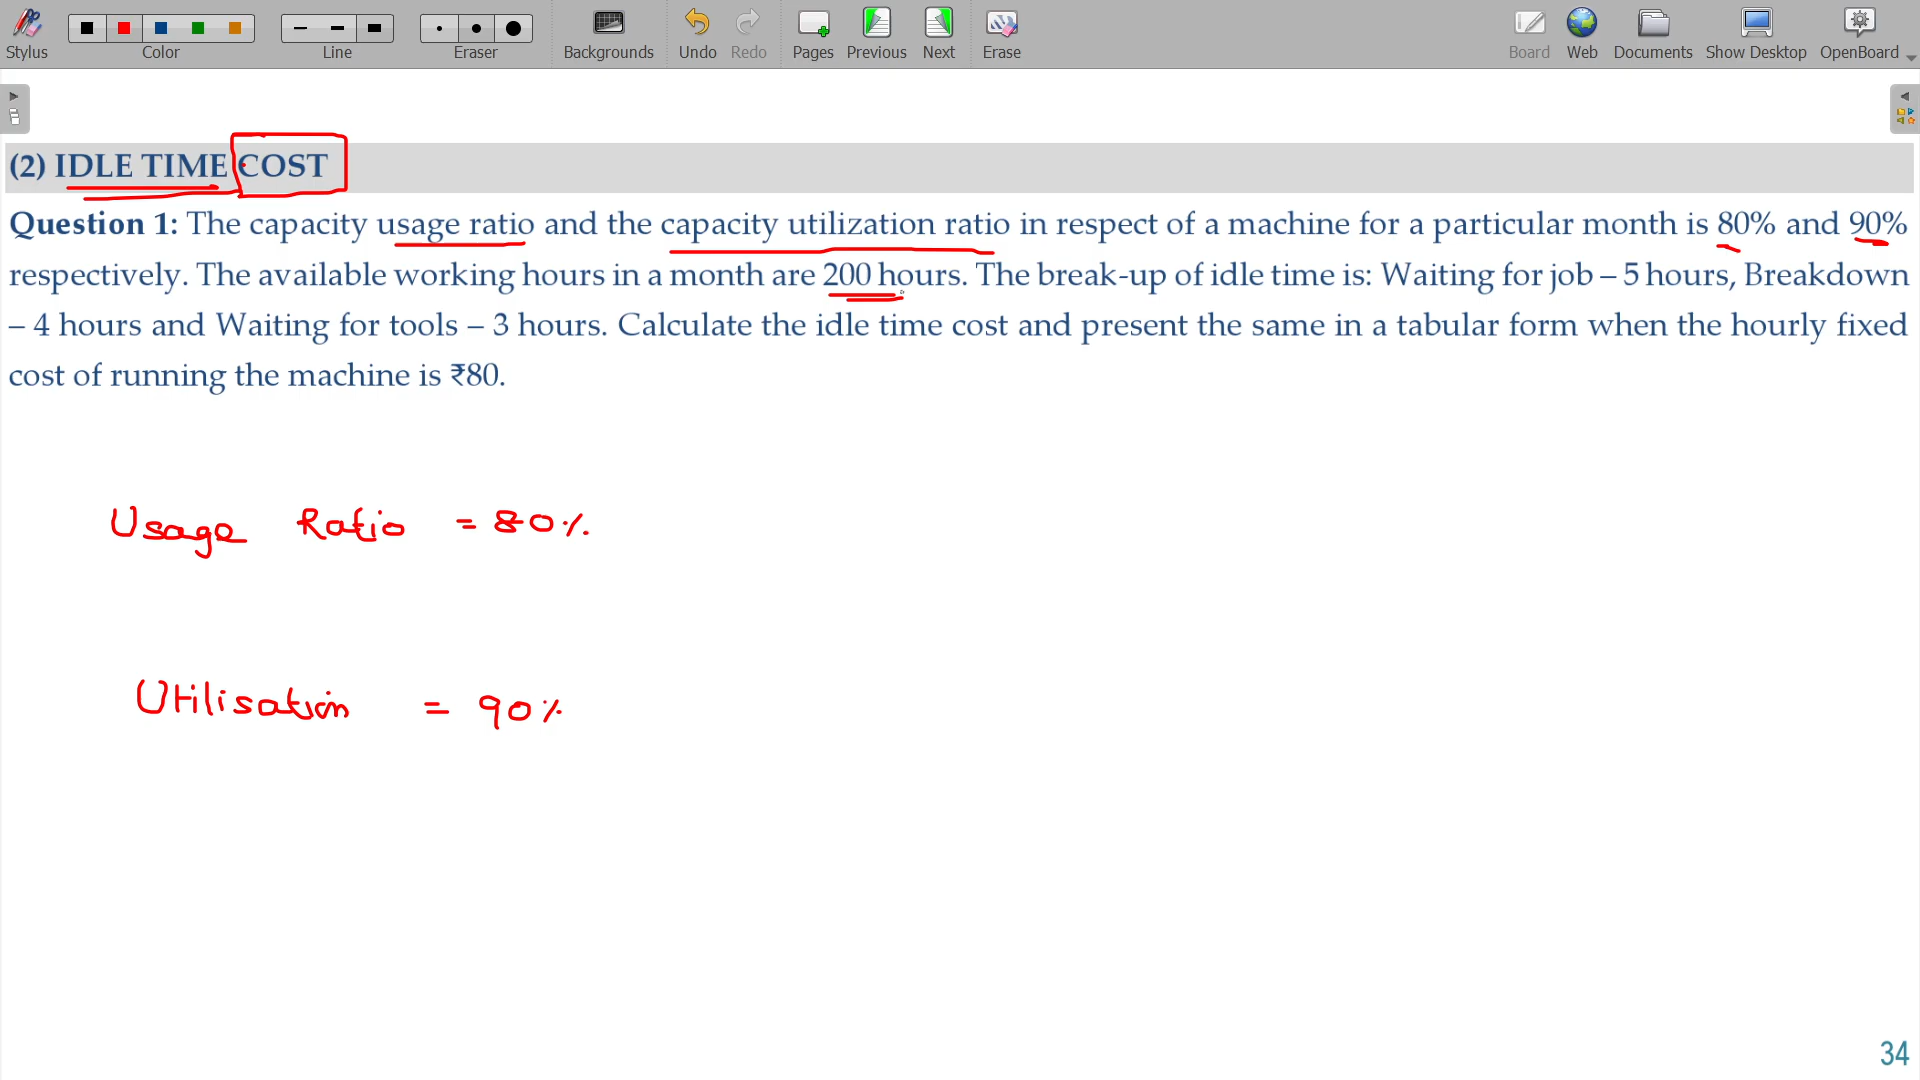 Stylus Color Line Eraser Backgrounds Undo Redo Pages Previous Next Erase Board Web Documents Show Desktop OpenBoard
(2) IDLE TIME COST
Question 1: The capacity usage ratio and the capacity utilization ratio in respect of a machine for a particular month is 80% and 90%
respectively. The available working hours in a month are 200 hours. The break-up of idle time is: Waiting for job – 5 hours, Breakdown
– 4 hours and Waiting for tools – 3 hours. Calculate the idle time cost and present the same in a tabular form when the hourly fixed
cost of running the machine is ₹80.
Usage Ratio = 80%
Utilisation = 90%
34